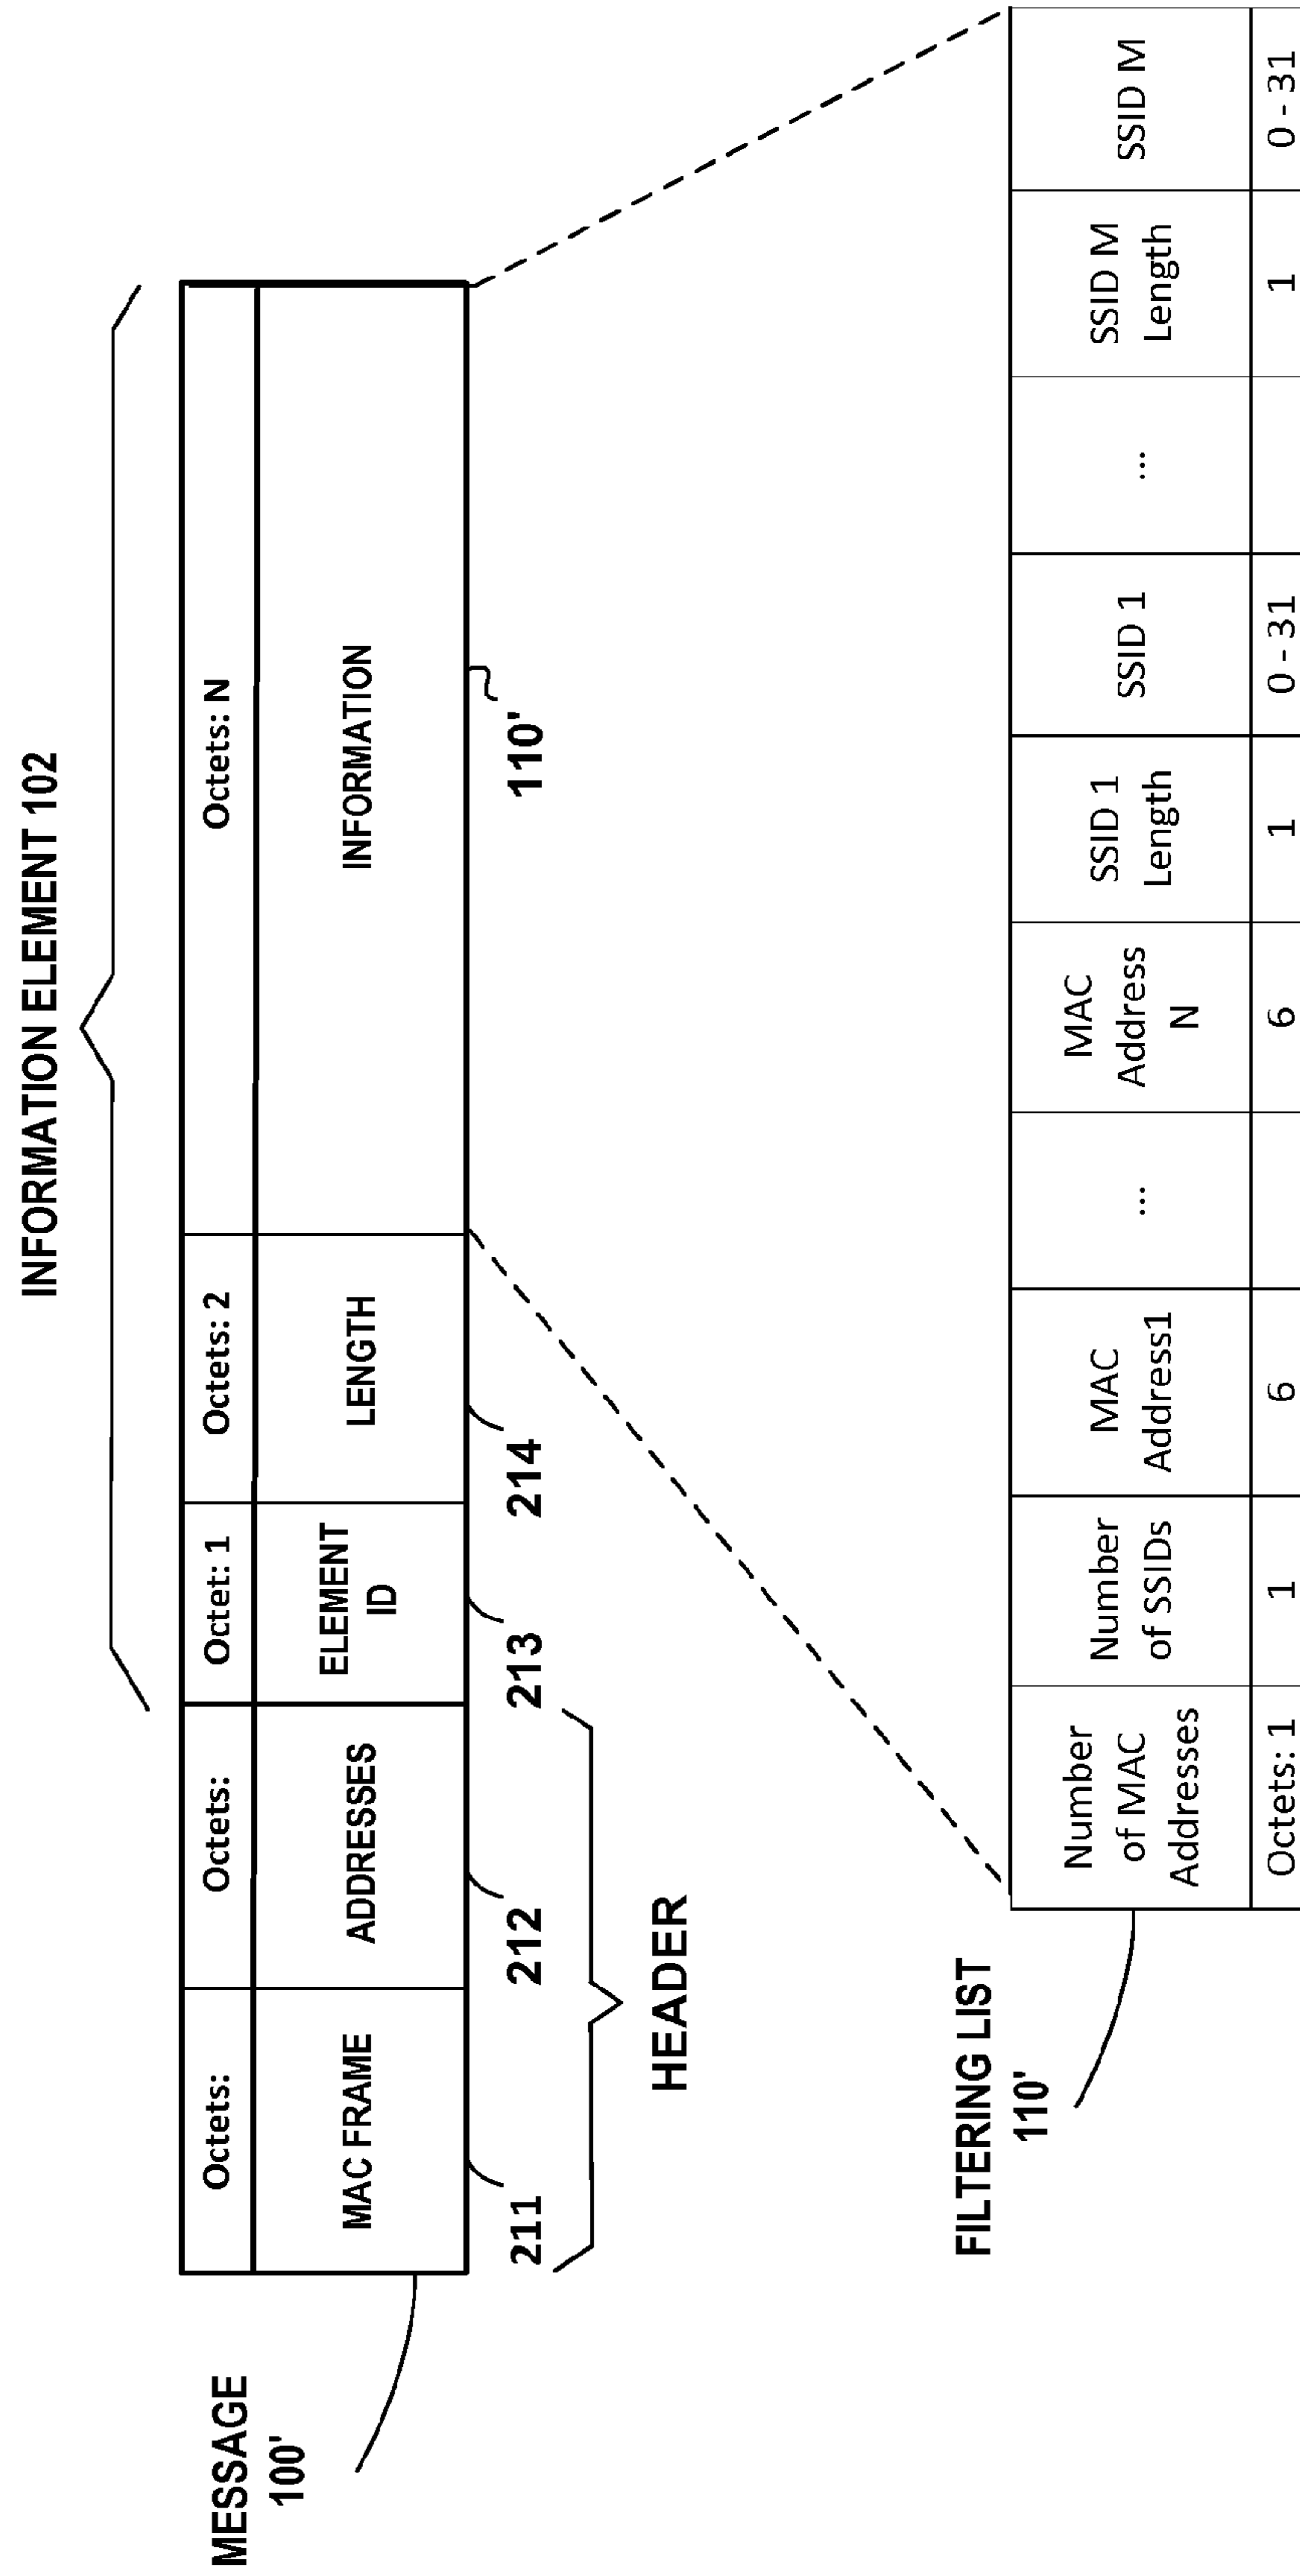 INFORMATION ELEMENT 102
MESSAGE
100'
Octets:
Octets:
Octet: 1
Octets: 2
Octets: N
MAC FRAME
ADDRESSES
ELEMENT
ID
LENGTH
INFORMATION
211
212
213
214
110'
HEADER
FILTERING LIST
110'
Number
of MAC
Addresses
Number
of SSIDs
MAC
Address1
...
MAC
Address
N
SSID 1
Length
SSID 1
...
SSID M
Length
SSID M
Octets: 1
1
6
6
1
0 - 31
1
0 - 31